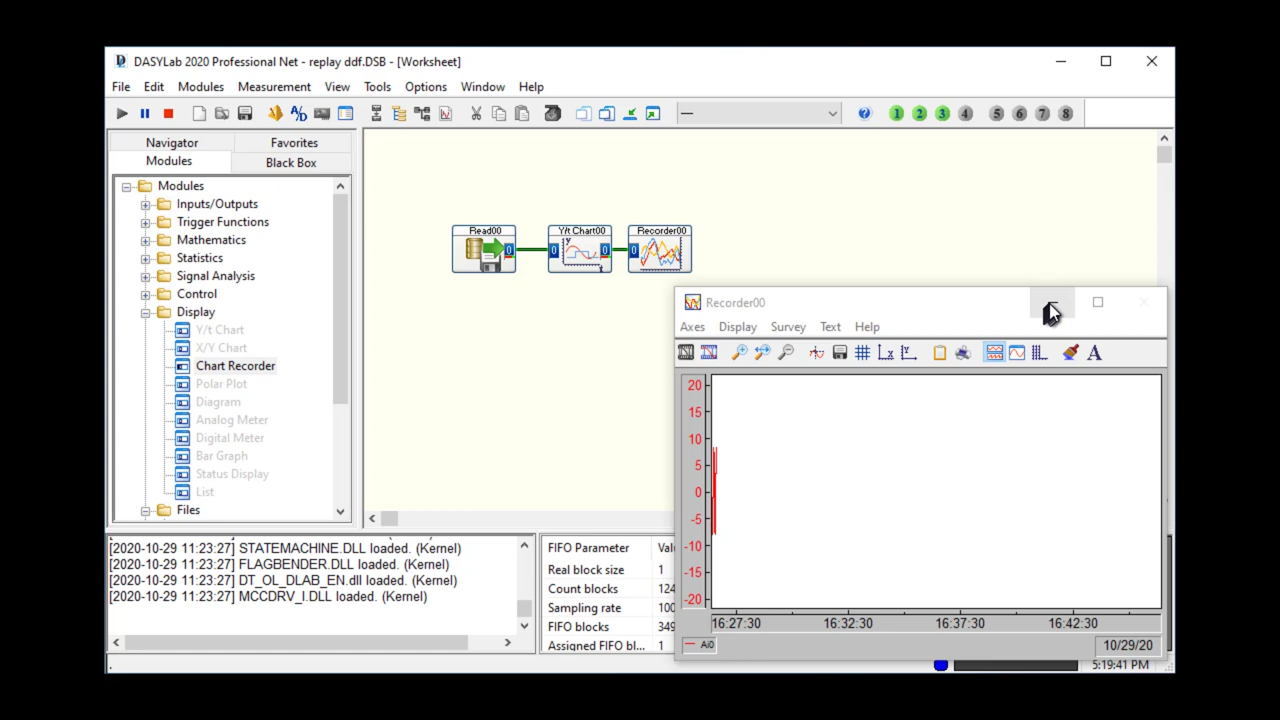 DASYLab 2020 Professional Net - replay ddf.DSB - [Worksheet]
File Edit Modules Measurement View Tools Options Window Help
1 2 3 4 5 6 7 8
Navigator Favorites
Modules Black Box
Modules
Inputs/Outputs
Trigger Functions
Mathematics
Statistics
Signal Analysis
Control
Display
Y/t Chart
X/Y Chart
Chart Recorder
Polar Plot
Diagram
Analog Meter
Digital Meter
Bar Graph
Status Display
List
Files
Read00 Y/t Chart00 Recorder00
0 0 0 0
Recorder00
Axes Display Survey Text Help
20
15
10
5
0
-5
-10
-15
-20
16:27:30 16:32:30 16:37:30 16:42:30
Ai0 10/29/20
[2020-10-29 11:23:27] STATEMACHINE.DLL loaded. (Kernel)
[2020-10-29 11:23:27] FLAGBENDER.DLL loaded. (Kernel)
[2020-10-29 11:23:27] DT_OL_DLAB_EN.dll loaded. (Kernel)
[2020-10-29 11:23:27] MCCDRV_I.DLL loaded. (Kernel)
FIFO Parameter
Real block size 1
Count blocks 124
Sampling rate 100
FIFO blocks 349
Assigned FIFO bl... 1
5:19:41 PM